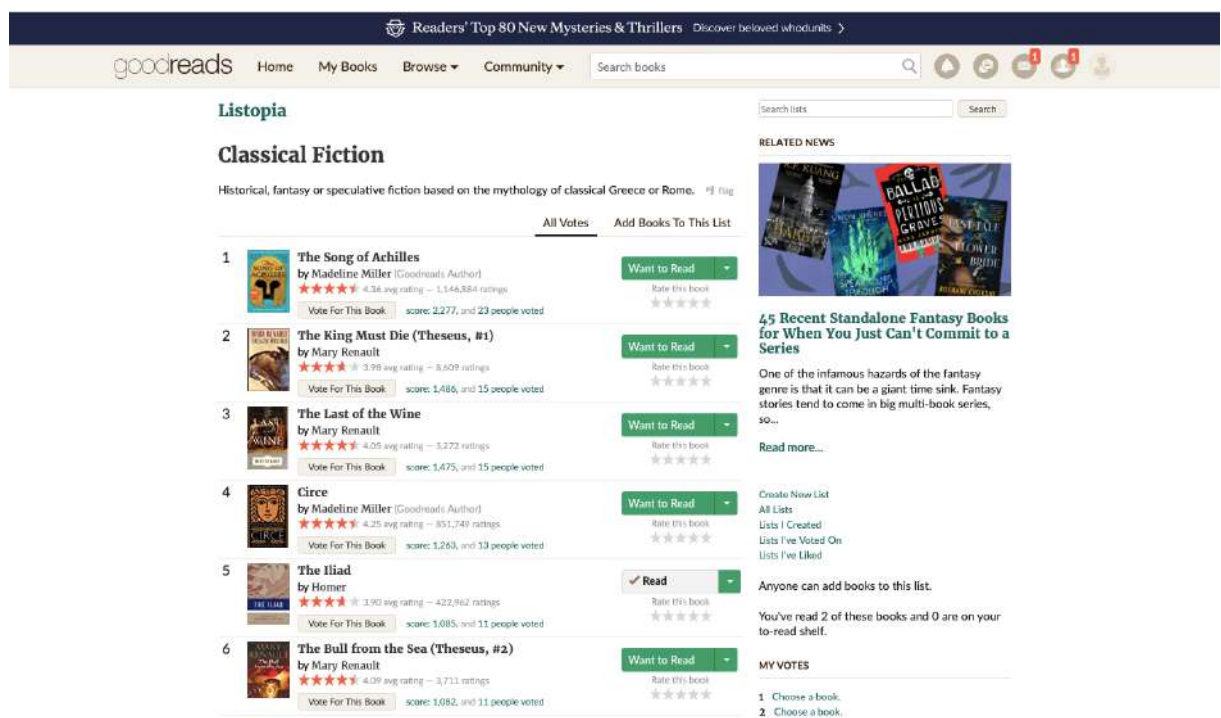 Readers' Top 80 New Mysteries & Thrillers Discover beloved whodunits
goodreads Home My Books Browse Community Search books 1 1
Listopia
Classical Fiction
Historical, fantasy or speculative fiction based on the mythology of classical Greece or Rome. flag
All Votes Add Books To This List
1 The Song of Achilles
by Madeline Miller (Goodreads Author)
4.36 avg rating — 1,146,884 ratings
Vote For This Book score: 2,277, and 23 people voted
Want to Read
Rate this book
2 The King Must Die (Theseus, #1)
by Mary Renault
3.98 avg rating — 8,609 ratings
Vote For This Book score: 1,486, and 15 people voted
Want to Read
Rate this book
3 The Last of the Wine
by Mary Renault
4.05 avg rating — 3,272 ratings
Vote For This Book score: 1,475, and 15 people voted
Want to Read
Rate this book
4 Circe
by Madeline Miller (Goodreads Author)
4.25 avg rating — 851,749 ratings
Vote For This Book score: 1,263, and 13 people voted
Want to Read
Rate this book
CIRCE
5 The Iliad
by Homer
3.90 avg rating — 422,962 ratings
Vote For This Book score: 1,085, and 11 people voted
Read
Rate this book
THE ILIAD
6 The Bull from the Sea (Theseus, #2)
by Mary Renault
4.09 avg rating — 3,711 ratings
Vote For This Book score: 1,082, and 11 people voted
Want to Read
Rate this book
Search lists Search
RELATED NEWS
BALLAD
PERILOUS
GRAVES
FLOWER
BRIDE
45 Recent Standalone Fantasy Books
for When You Just Can't Commit to a
Series
One of the infamous hazards of the fantasy
genre is that it can be a giant time sink. Fantasy
stories tend to come in big multi-book series,
so...
Read more...
Create New List
All Lists
Lists I Created
Lists I've Voted On
Lists I've Liked
Anyone can add books to this list.
You've read 2 of these books and 0 are on your
to-read shelf.
MY VOTES
1 Choose a book.
2 Choose a book.